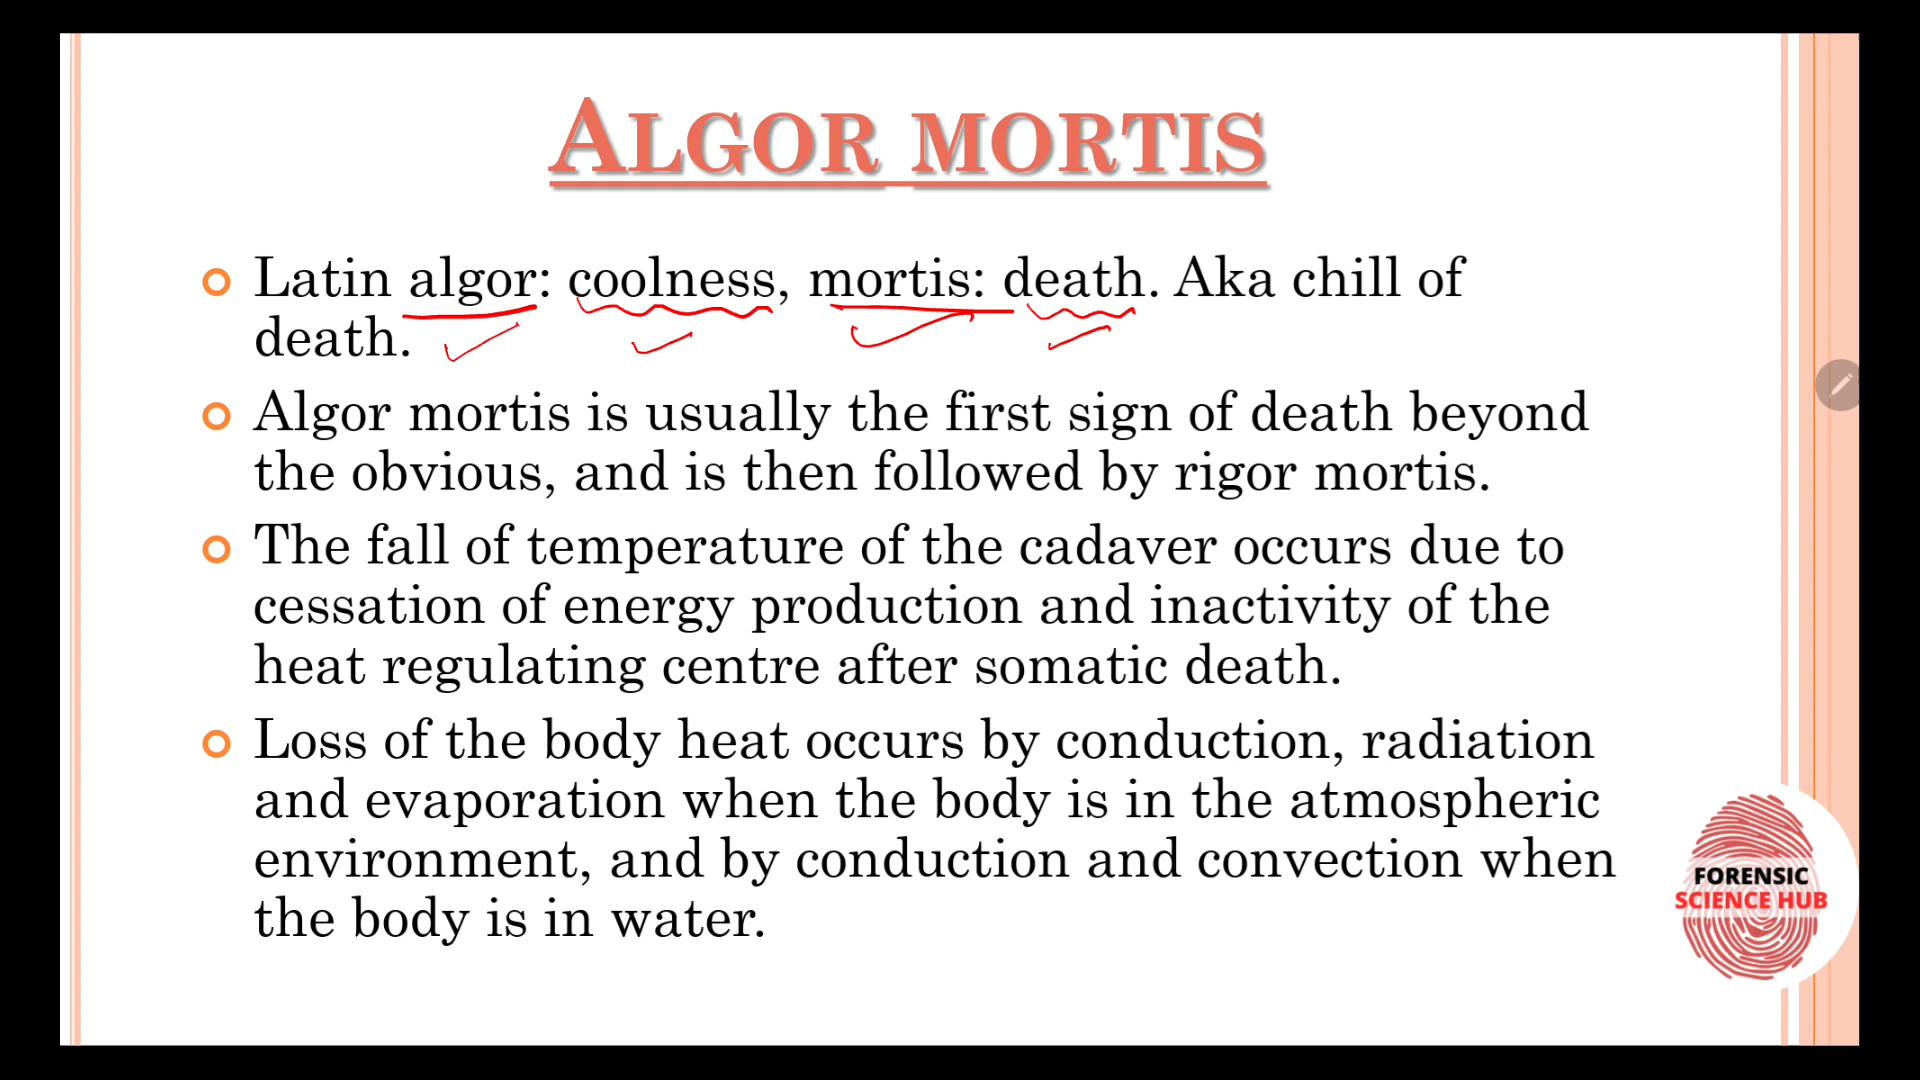 ALGOR MORTIS
Latin algor: coolness, mortis: death. Aka chill of
death.
Algor mortis is usually the first sign of death beyond
the obvious, and is then followed by rigor mortis.
The fall of temperature of the cadaver occurs due to
cessation of energy production and inactivity of the
heat regulating centre after somatic death.
Loss of the body heat occurs by conduction, radiation
and evaporation when the body is in the atmospheric
environment, and by conduction and convection when
the body is in water.
FORENSIC
SCIENCE HUB